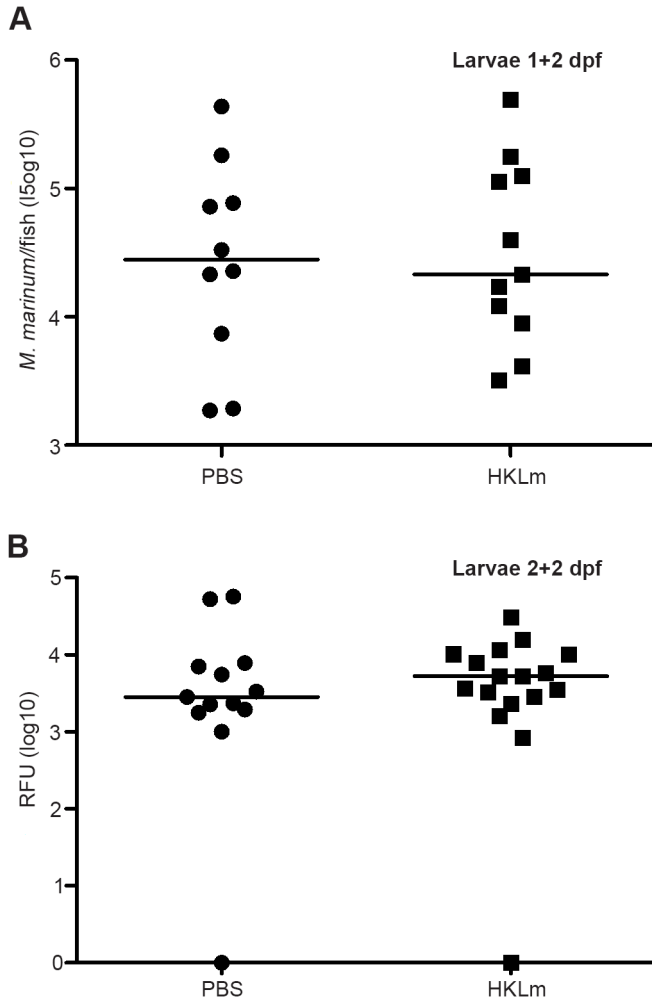 A
Larvae 1+2 dpf
6
5
4
3
M. marinum//fish (l5og10)
PBS
HKLm
B
Larvae 2+2 dpf
5
4
3
2
1
0
RFU (log10)
PBS
HKLm